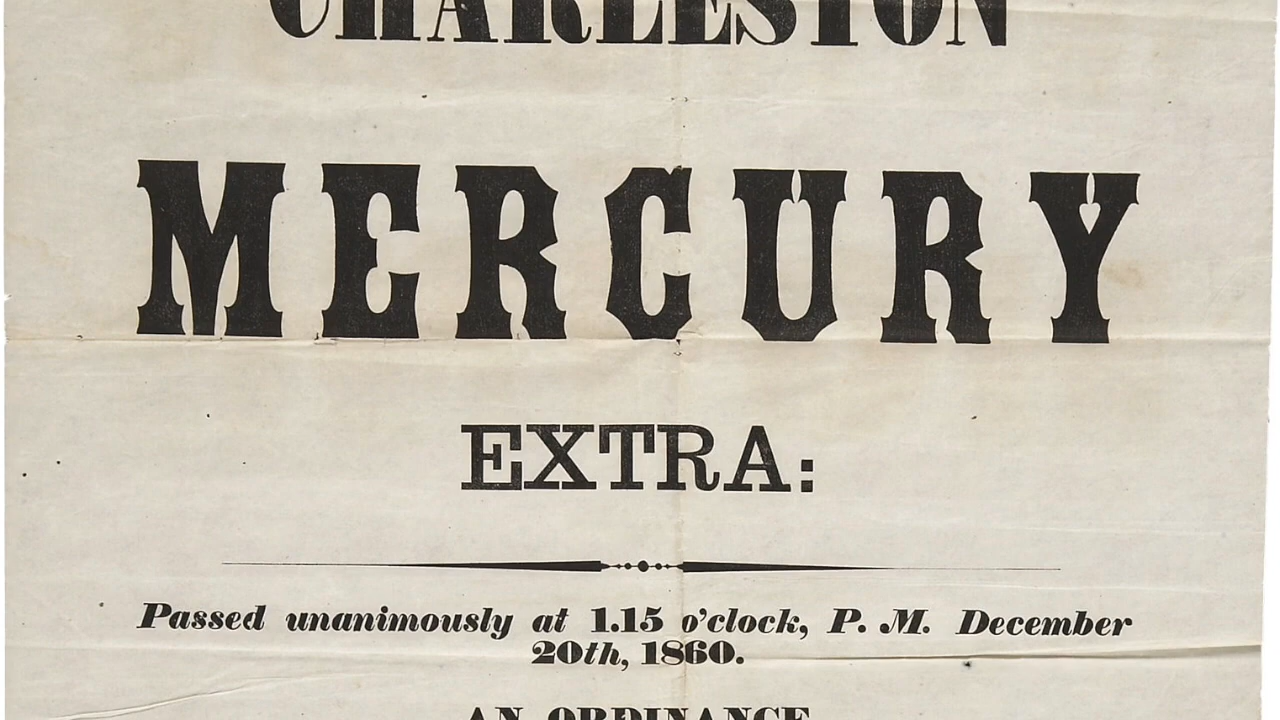 CHARLESTON
MERCURY
EXTRA:
Passed unanimously at 1.15 o'clock, P. M. December
20th, 1860.
AN ORDINANCE